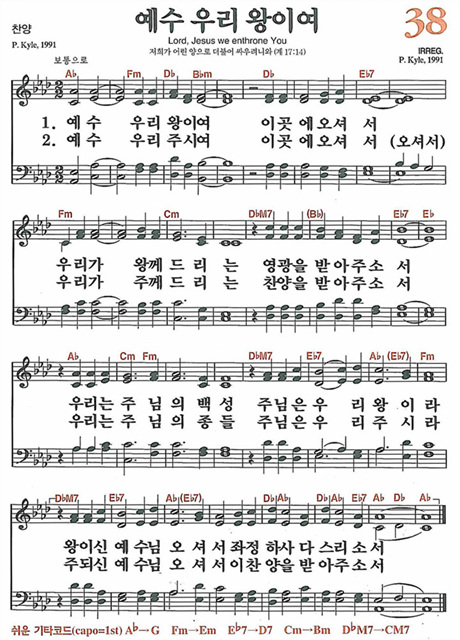 찬양
예수 우리 왕이여
38
Lord, Jesus we enthrone You
P. Kyle, 1991
저희가 어린 양으로 더불어 싸우려니와 (계 17:14)
IRREG.
P. Kyle, 1991
보통으로
A♭ Fm D♭ B♭m D♭ E♭7
1. 예수 우리 왕이여 이곳에오셔 서
2. 예수 우리 주시여 이곳에오셔 서 (오셔서)
Fm Cm D♭M7 (B♭) E♭7 E♭
우리가 왕께드리 는 영광을받아주소 서
우리가 주께드리 는 찬양을받아주소 서
A♭ Cm Fm D♭M7 E♭7 A♭ (E♭7) Fm
우리는주 님의백성 주님은우 리왕이라
우리는주 님의종들 주님은우 리주시라
D♭M7 E♭7 A♭ (E♭7) D♭ A♭ D♭ A♭ D♭ E♭7 A♭ D♭ A♭
왕이신예수님 오셔서좌정하사다스리소서
주되신예수님 오셔서이찬양을받아주소서
쉬운 기타코드(capo=1st) A♭→G Fm→Em E♭7→D7 Cm→Bm D♭M7→CM7